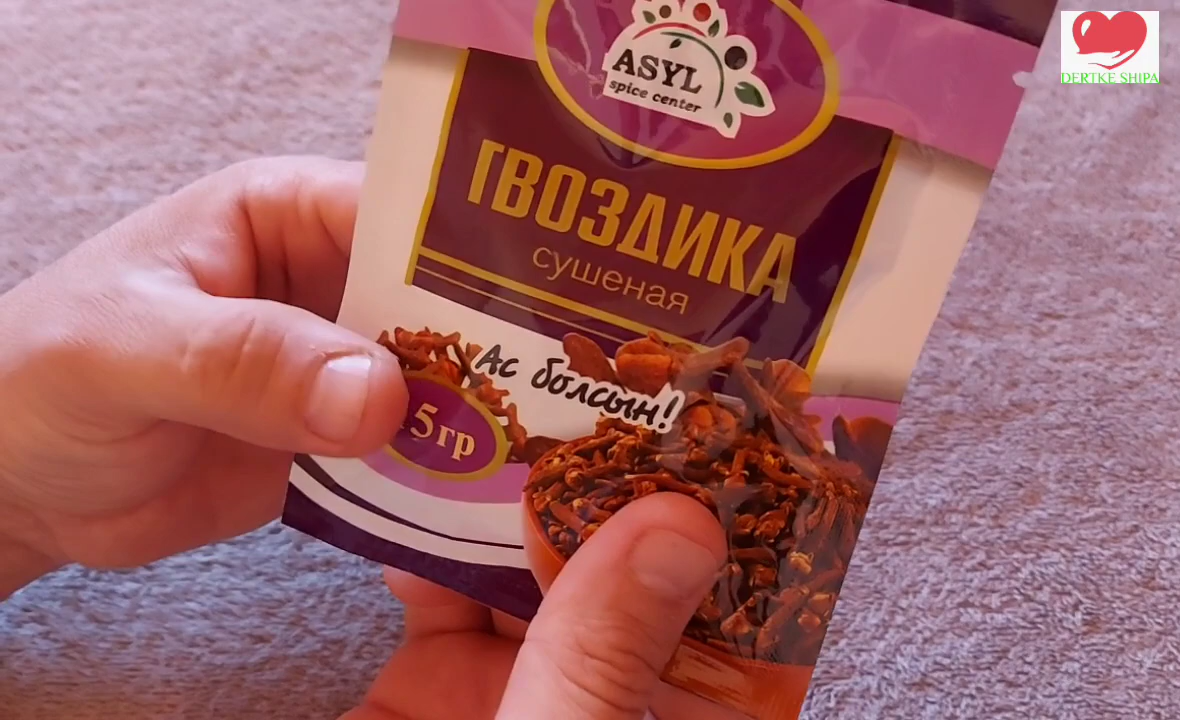 DERTKE SHIPA
ASYL
spice center
ГВОЗДИКА
сушеная
Ас болсын!
5гр